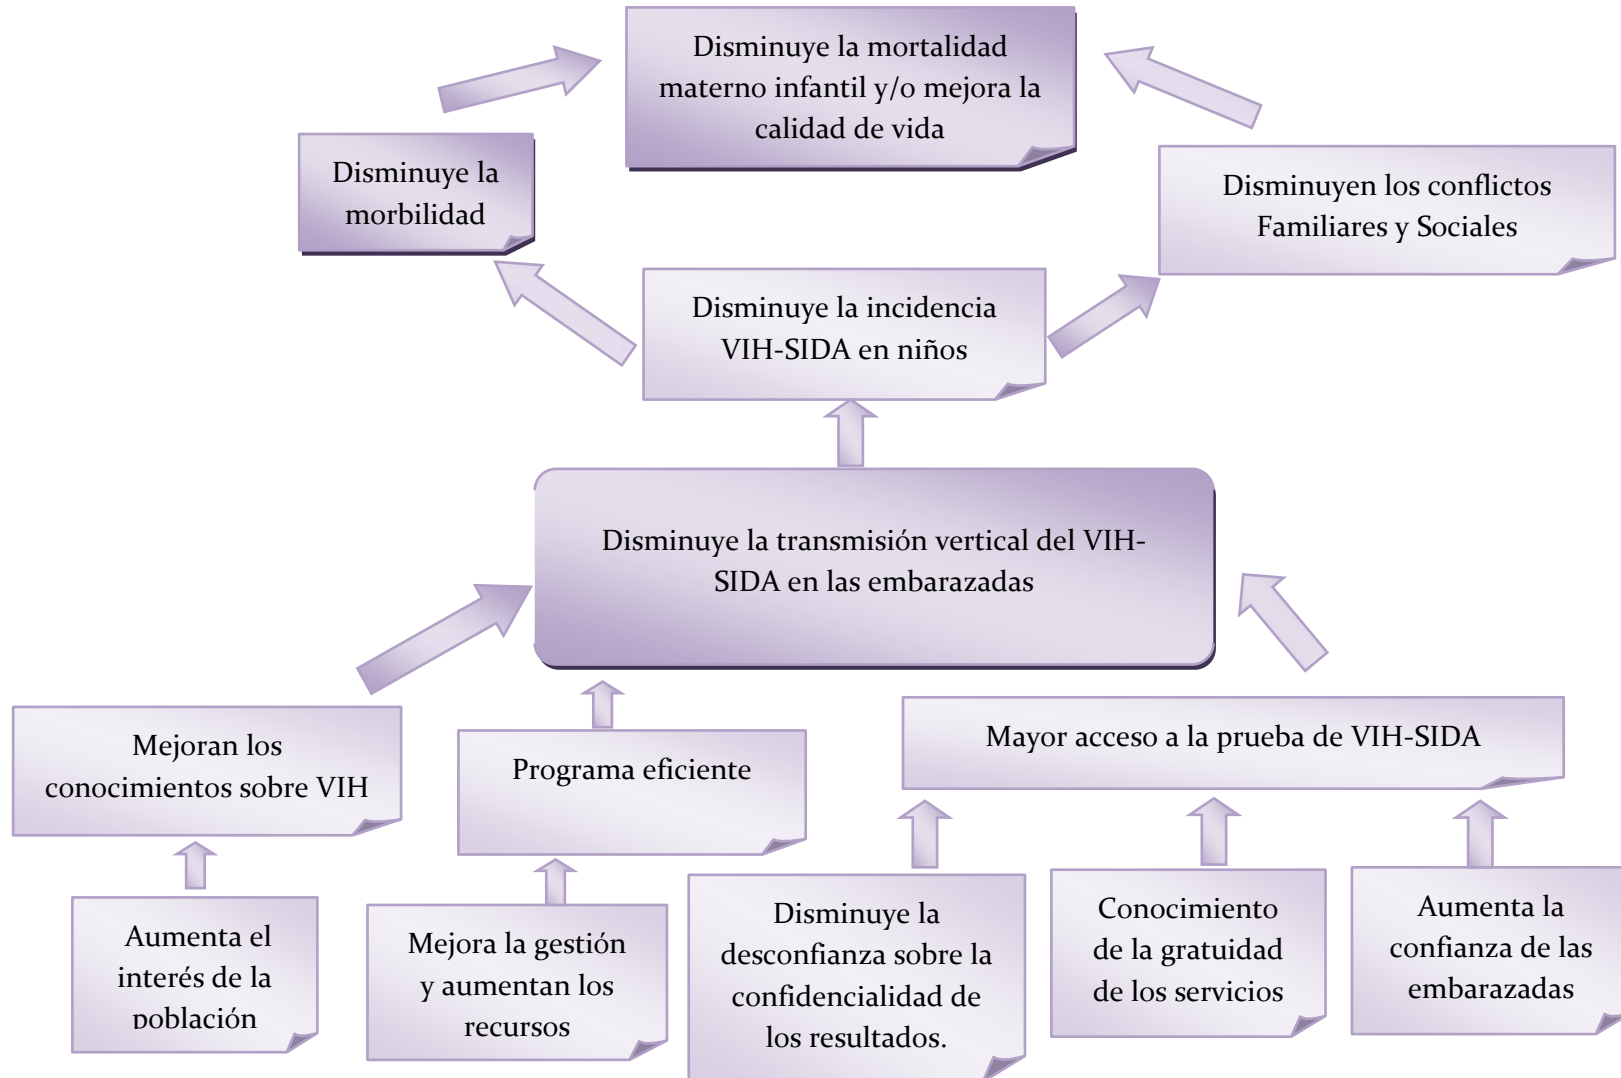 Disminuye la mortalidad
materno infantil y/o mejora la
calidad de vida
Disminuye la
morbilidad
Disminuyen los conflictos
Familiares y Sociales
Disminuye la incidencia
VIH-SIDA en niños
Disminuye la transmisión vertical del VIH-
SIDA en las embarazadas
Mejoran los
conocimientos sobre VIH
Programa eficiente
Mayor acceso a la prueba de VIH-SIDA
Aumenta el
interés de la
población
Mejora la gestión
y aumentan los
recursos
Disminuye la
desconfianza sobre la
confidencialidad de
los resultados.
Conocimiento
de la gratuidad
de los servicios
Aumenta la
confianza de las
embarazadas